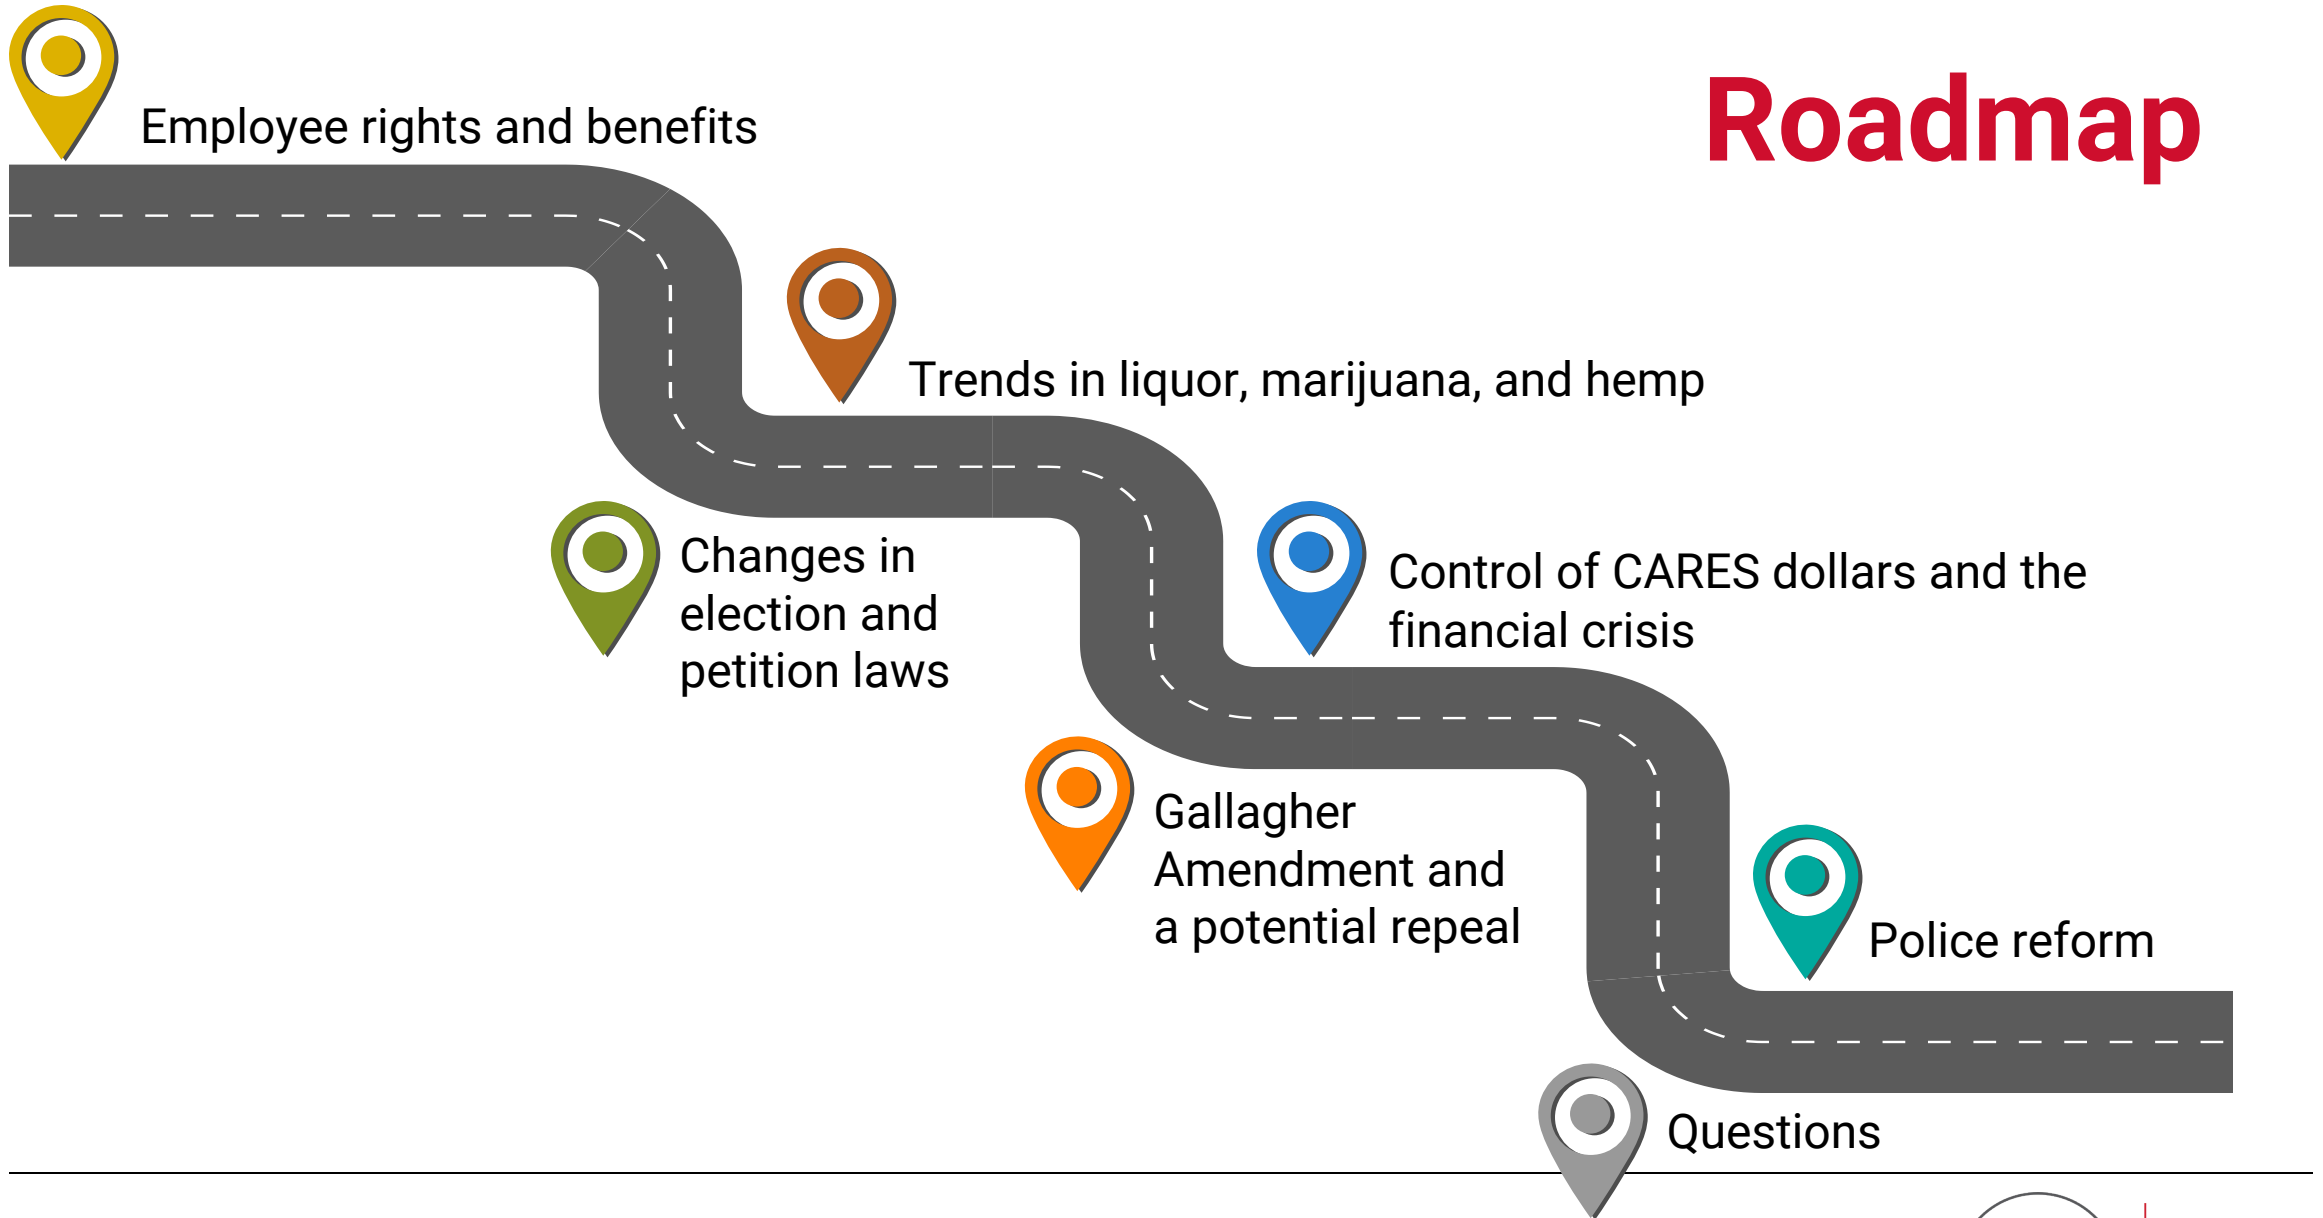 Roadmap
Employee rights and benefits
Trends in liquor, marijuana, and hemp
Changes in
election and
petition laws
Control of CARES dollars and the
financial crisis
Gallagher
Amendment and
a potential repeal
Police reform
Questions